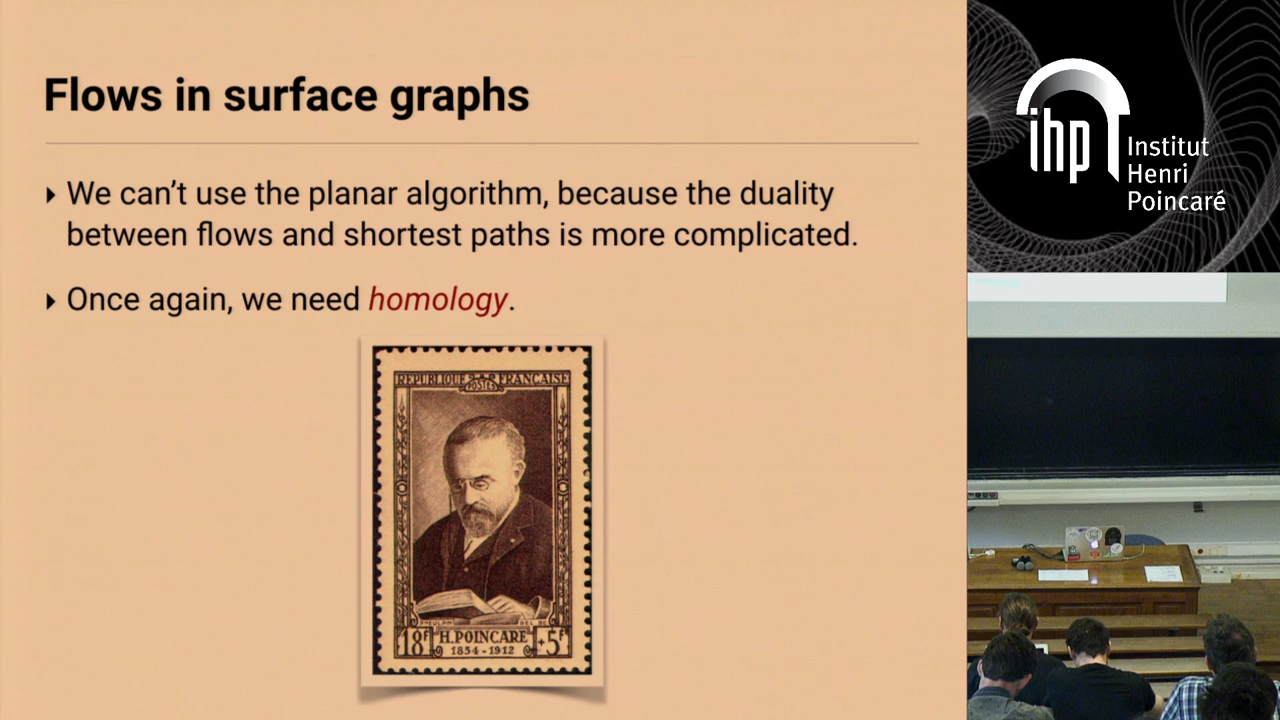 Flows in surface graphs
‣ We can’t use the planar algorithm, because the duality
between flows and shortest paths is more complicated.
‣ Once again, we need homology.
REPUBLIQUE FRANÇAISE
POSTES
18F H.POINCARÉ +5F
1854-1912
ihp Institut
Henri
Poincaré